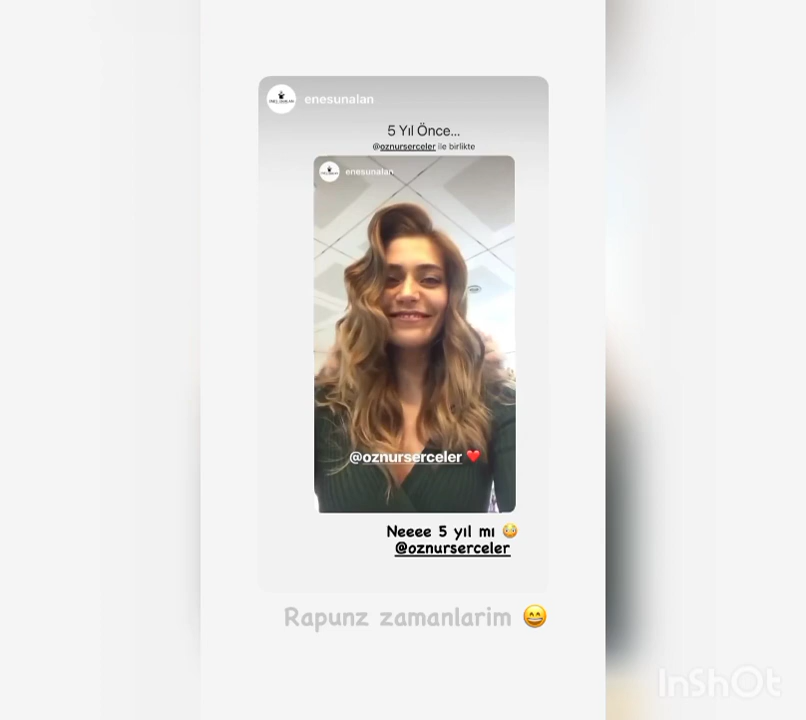 enesunalan
5 Yıl Önce...
@oznurserceler ile birlikte
enesunalan
@oznurserceler ❤️
Neeee 5 yıl mı 😳
@oznurserceler
Rapunz zamanlarim 😄
InShOt